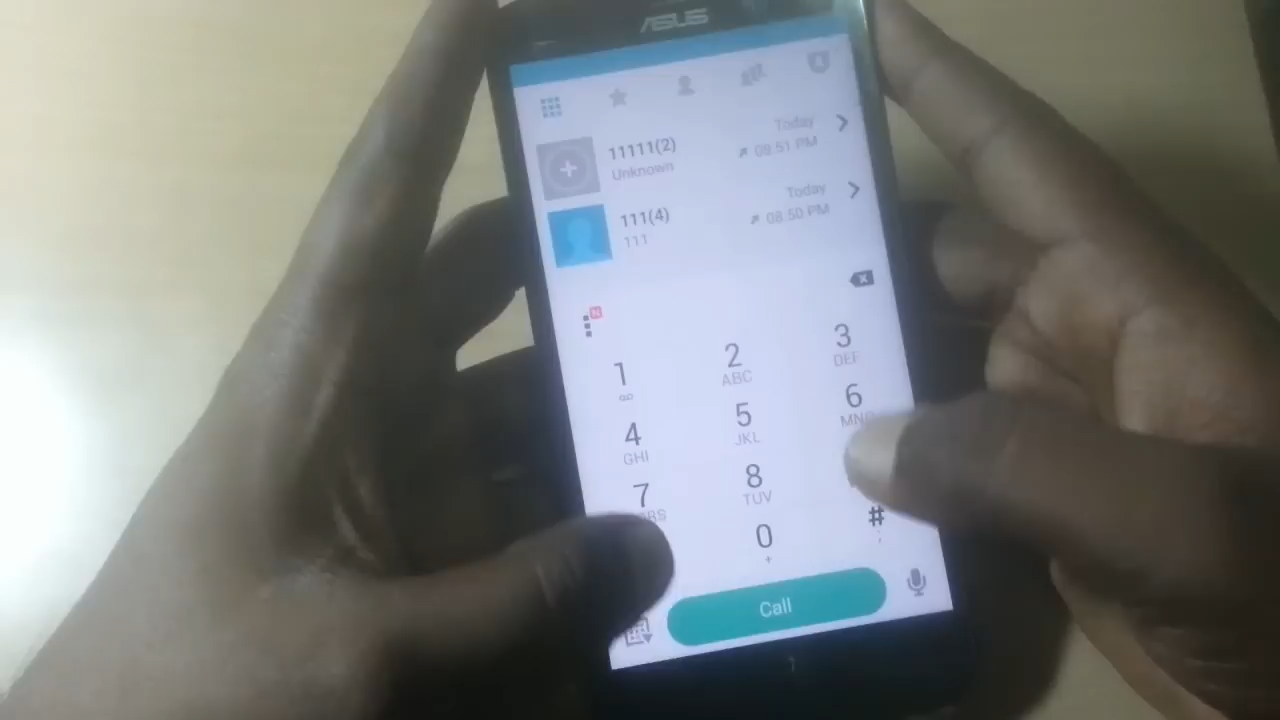 ASUS
11111(2)
Today
Unknown
08.51 PM
111(4)
Today
111
08.50 PM
N
1 2 3
ABC DEF
4 5 6
GHI JKL MNO
7 8
TUV
0 #
+
Call